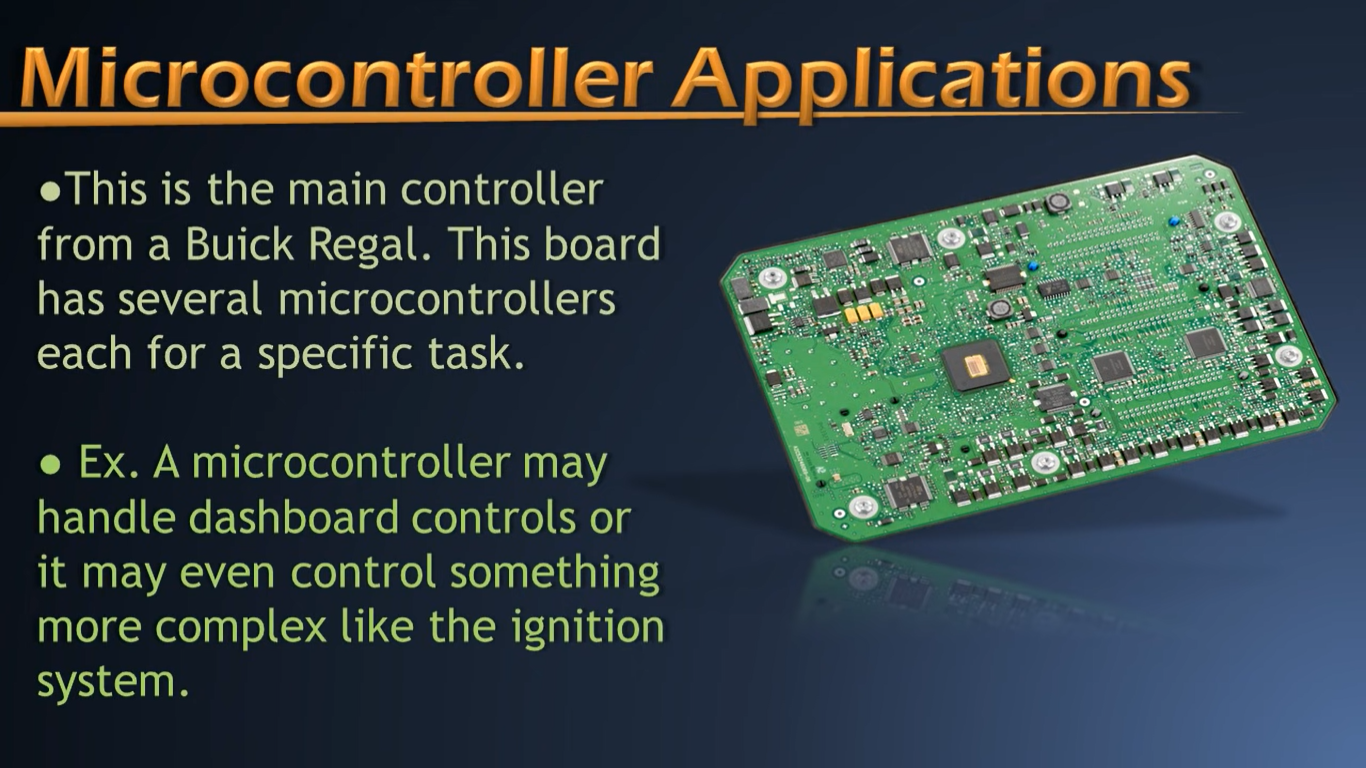 Microcontroller Applications
●This is the main controller
from a Buick Regal. This board
has several microcontrollers
each for a specific task.
● Ex. A microcontroller may
handle dashboard controls or
it may even control something
more complex like the ignition
system.